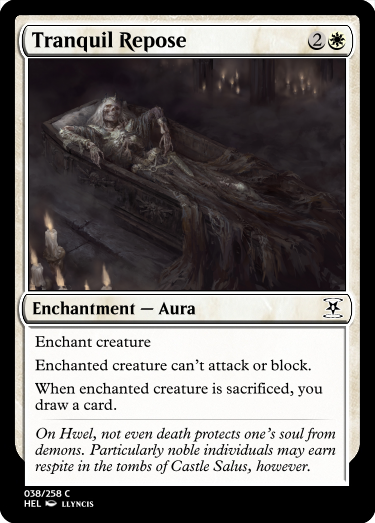 Tranquil Repose 2
Enchantment — Aura
Enchant creature
Enchanted creature can't attack or block.
When enchanted creature is sacrificed, you
draw a card.
On Hwel, not even death protects one's soul from
demons. Particularly noble individuals may earn
respite in the tombs of Castle Salus, however.
038/258 C
HEL LLYNCIS